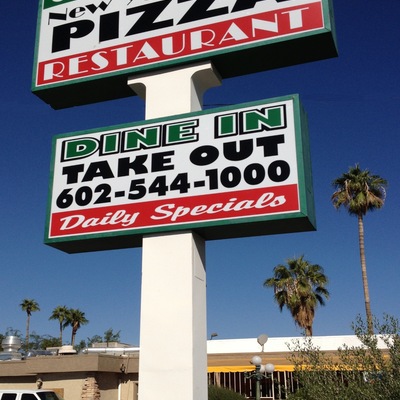 New
PIZZA
RESTAURANT
DINE IN
TAKE OUT
602-544-1000
Daily Specials